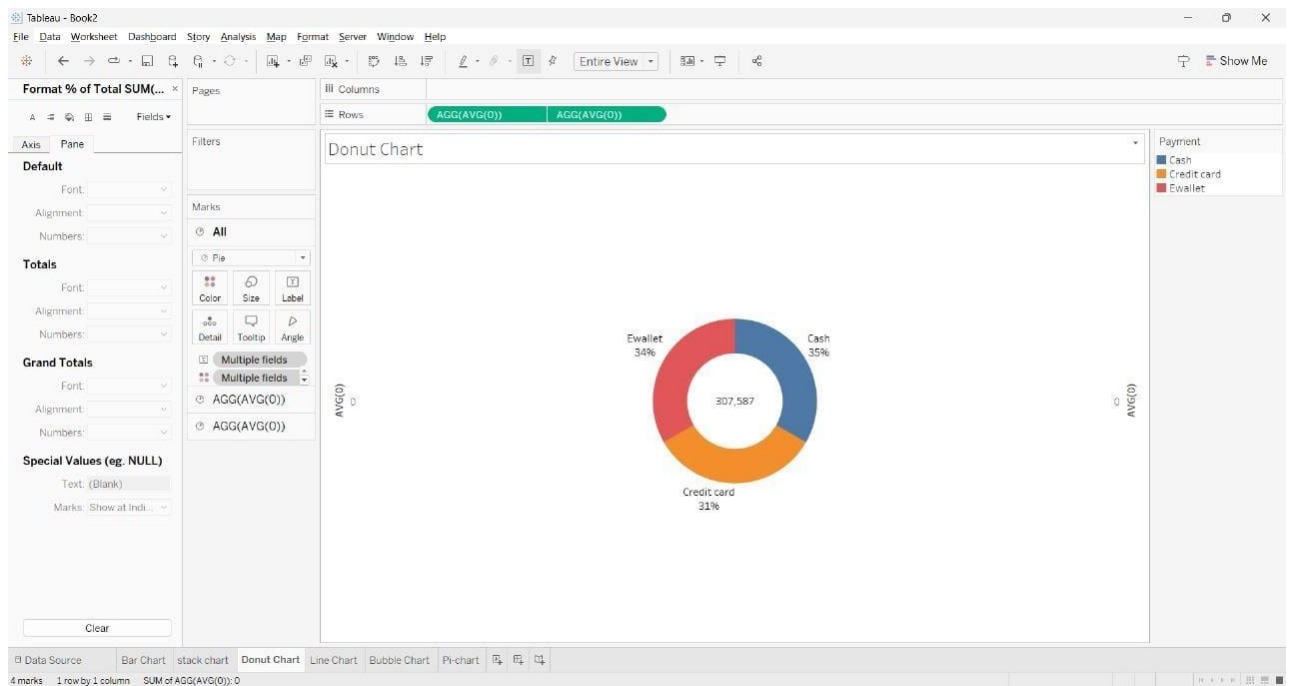 Tableau - Book2
File Data Worksheet Dashboard Story Analysis Map Format Server Window Help
Entire View
Show Me
Format % of Total SUM(... ×
Fields
Axis Pane
Default
Font:
Alignment:
Numbers:
Totals
Font:
Alignment:
Numbers:
Grand Totals
Font:
Alignment:
Numbers:
Special Values (eg. NULL)
Text: (Blank)
Marks: Show at Indi...
Clear
Pages
Filters
Marks
All
Pie
Color Size Label
Detail Tooltip Angle
Multiple fields
Multiple fields
AGG(AVG(0))
AGG(AVG(0))
Columns
Rows AGG(AVG(0)) AGG(AVG(0))
Donut Chart
Ewallet
34%
Cash
35%
307,587
Credit card
31%
AVG(0)
0
0
AVG(0)
Payment
Cash
Credit card
Ewallet
Data Source Bar Chart stack chart Donut Chart Line Chart Bubble Chart Pi-chart
4 marks 1 row by 1 column SUM of AGG(AVG(0)): 0